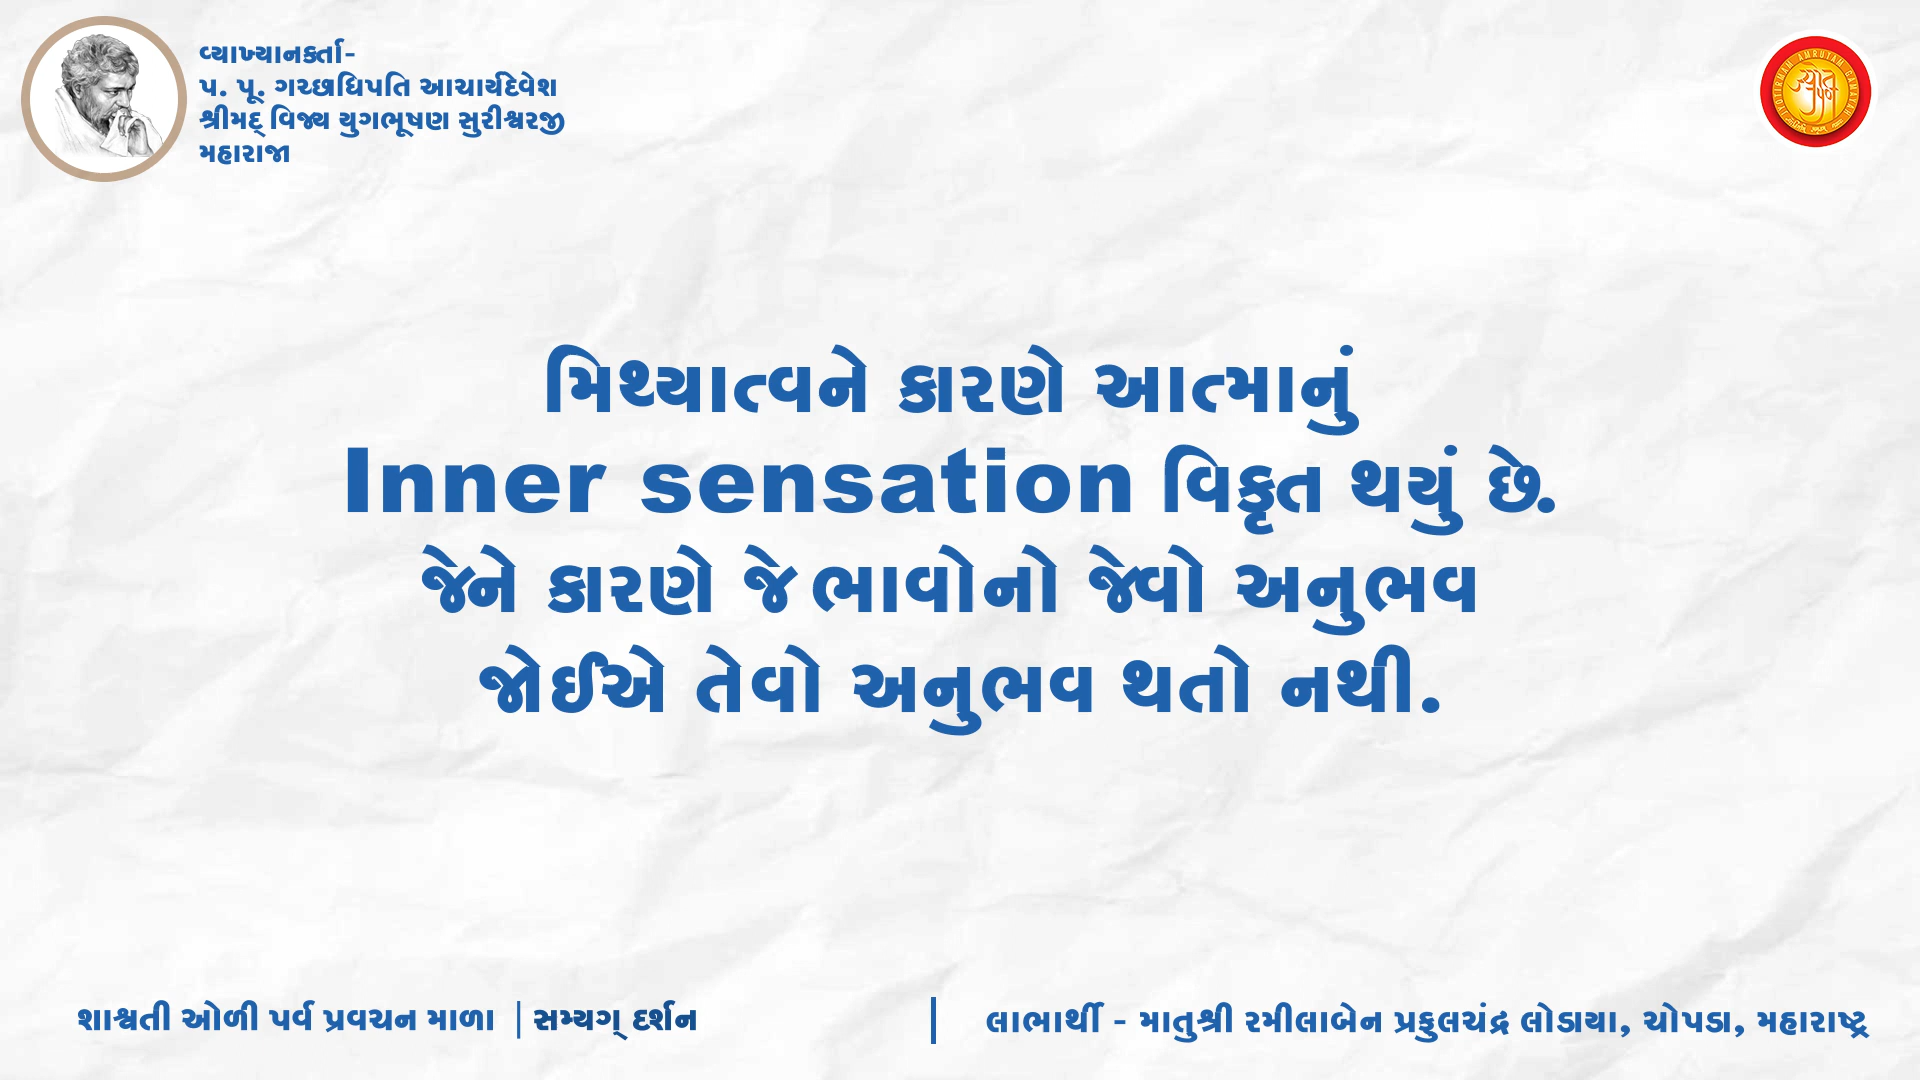 વ્યાખ્યાનકર્તા-
પ. પૂ. ગચ્છાધિપતિ આચાર્યદેવેશ
શ્રીમદ્ વિજય યુગભૂષણ સુરીશ્વરજી
મહારાજા
મિથ્યાત્વને કારણે આત્માનું
Inner sensation વિકૃત થયું છે.
જેને કારણે જે ભાવોનો જેવો અનુભવ
જોઈએ તેવો અનુભવ થતો નથી.
શાશ્વતી ઓળી પર્વ પ્રવચન માળા | સમ્યગ્ દર્શન
| લાભાર્થી - માતુશ્રી રમીલાબેન પ્રફુલચંદ્ર લોડાયા, ચોપડા, મહારાષ્ટ્ર